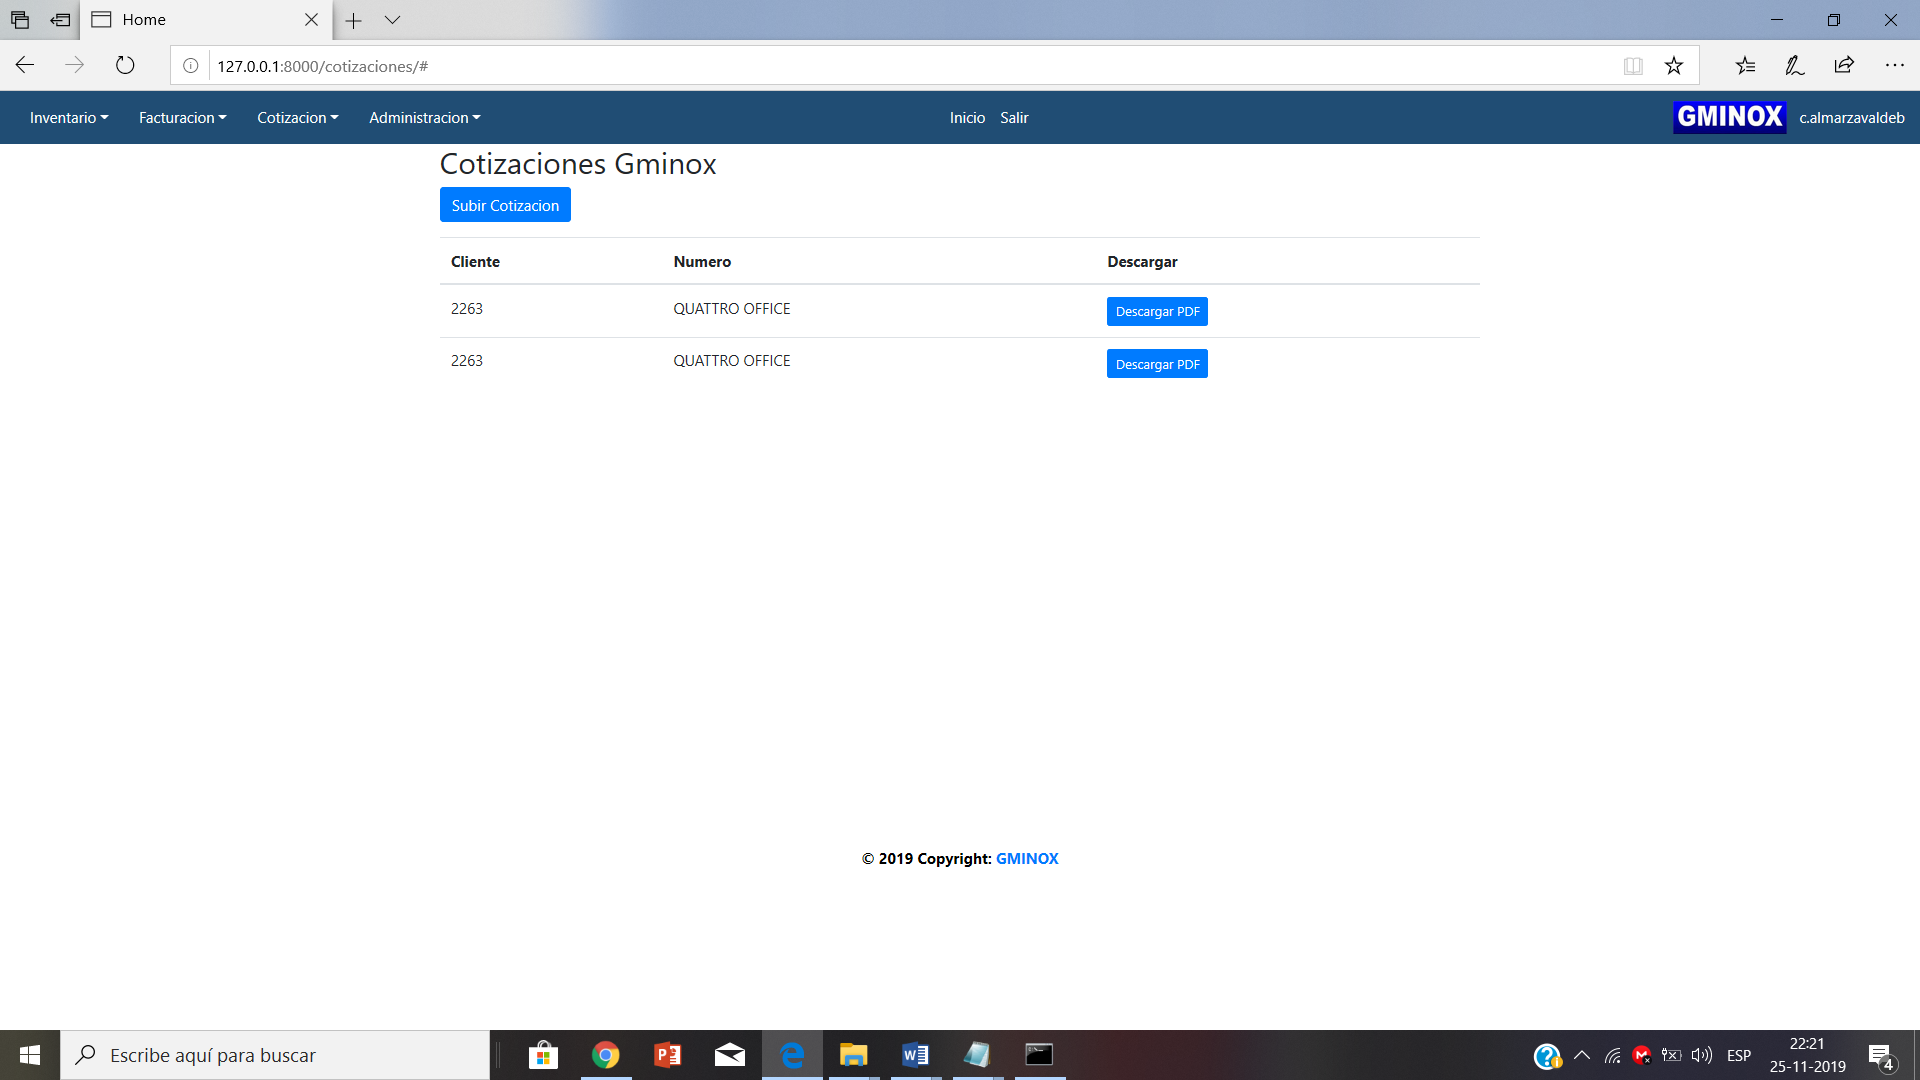 Home
127.0.0.1:8000/cotizaciones/#
Inventario Facturacion Cotizacion Administracion Inicio Salir GMINOX c.almarzavaldeb
Cotizaciones Gminox
Subir Cotizacion
Cliente Numero Descargar
2263 QUATTRO OFFICE Descargar PDF
2263 QUATTRO OFFICE Descargar PDF
© 2019 Copyright: GMINOX
Escribe aquí para buscar
ESP
22:21
25-11-2019
4